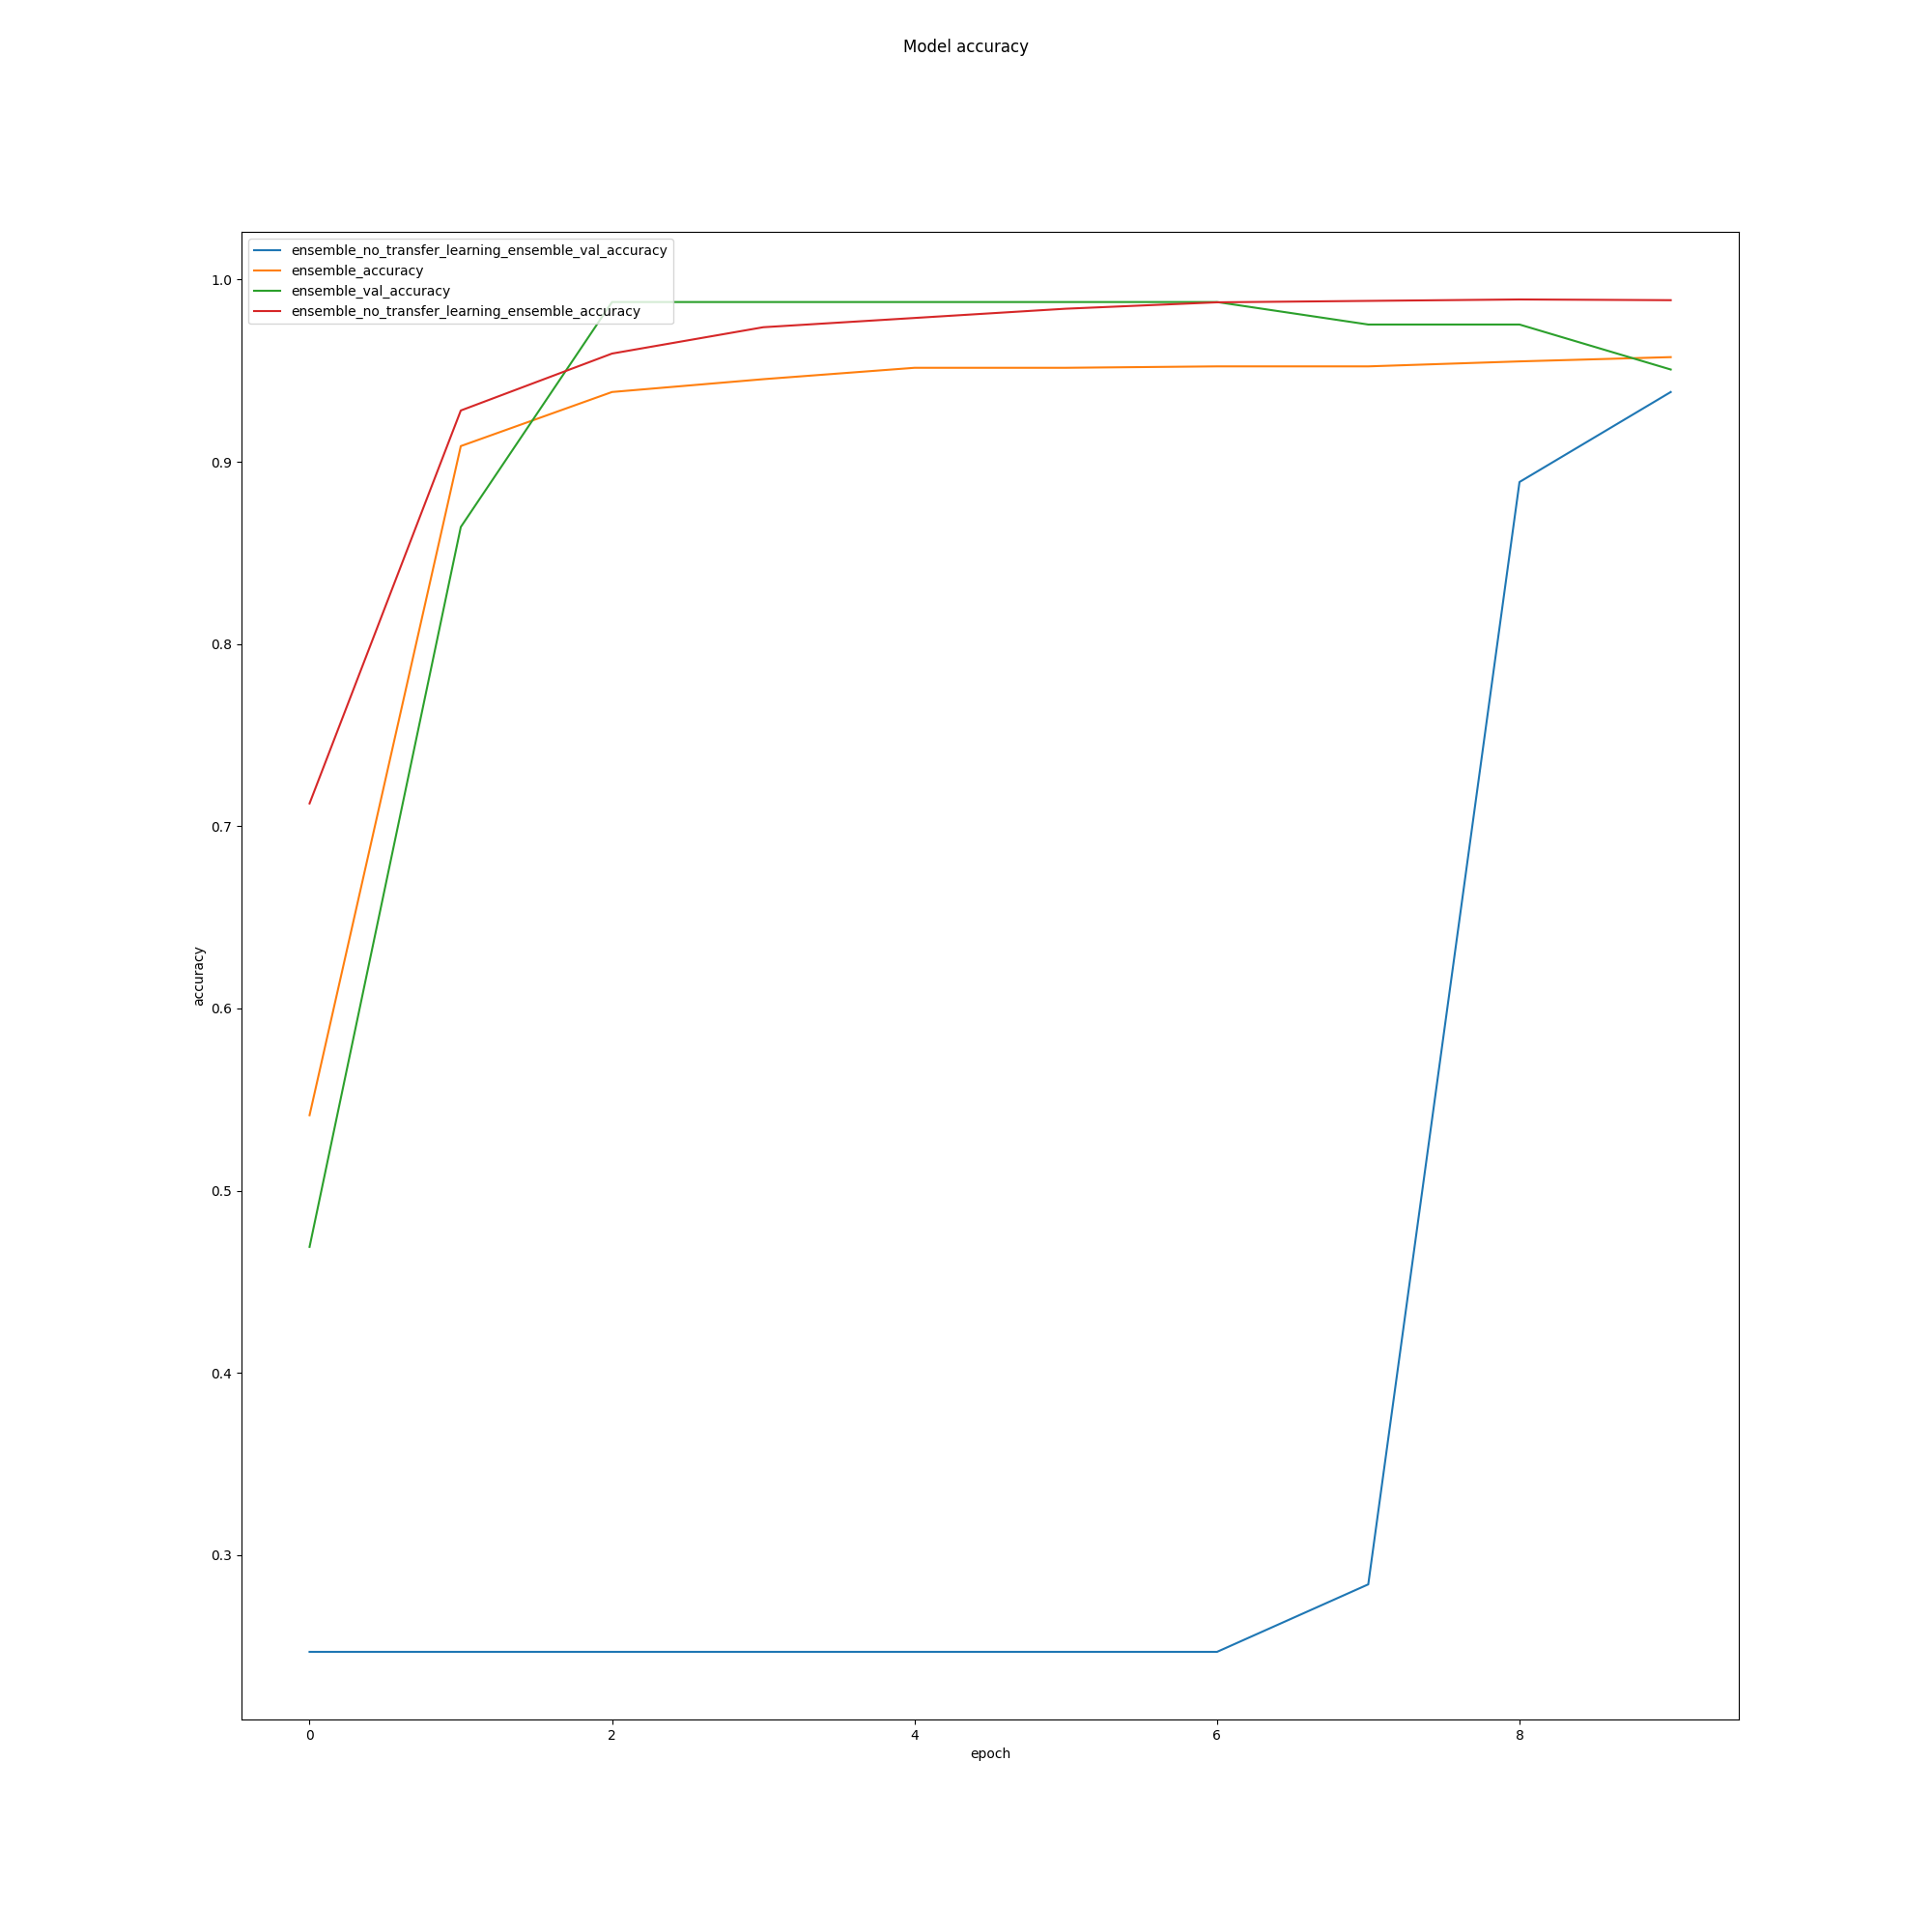 Model accuracy
ensemble_no_transfer_learning_ensemble_val_accuracy
ensemble_accuracy
ensemble_val_accuracy
ensemble_no_transfer_learning_ensemble_accuracy
1.0
0.9
0.8
0.7
0.6
0.5
0.4
0.3
accuracy
0 2 4 6 8
epoch